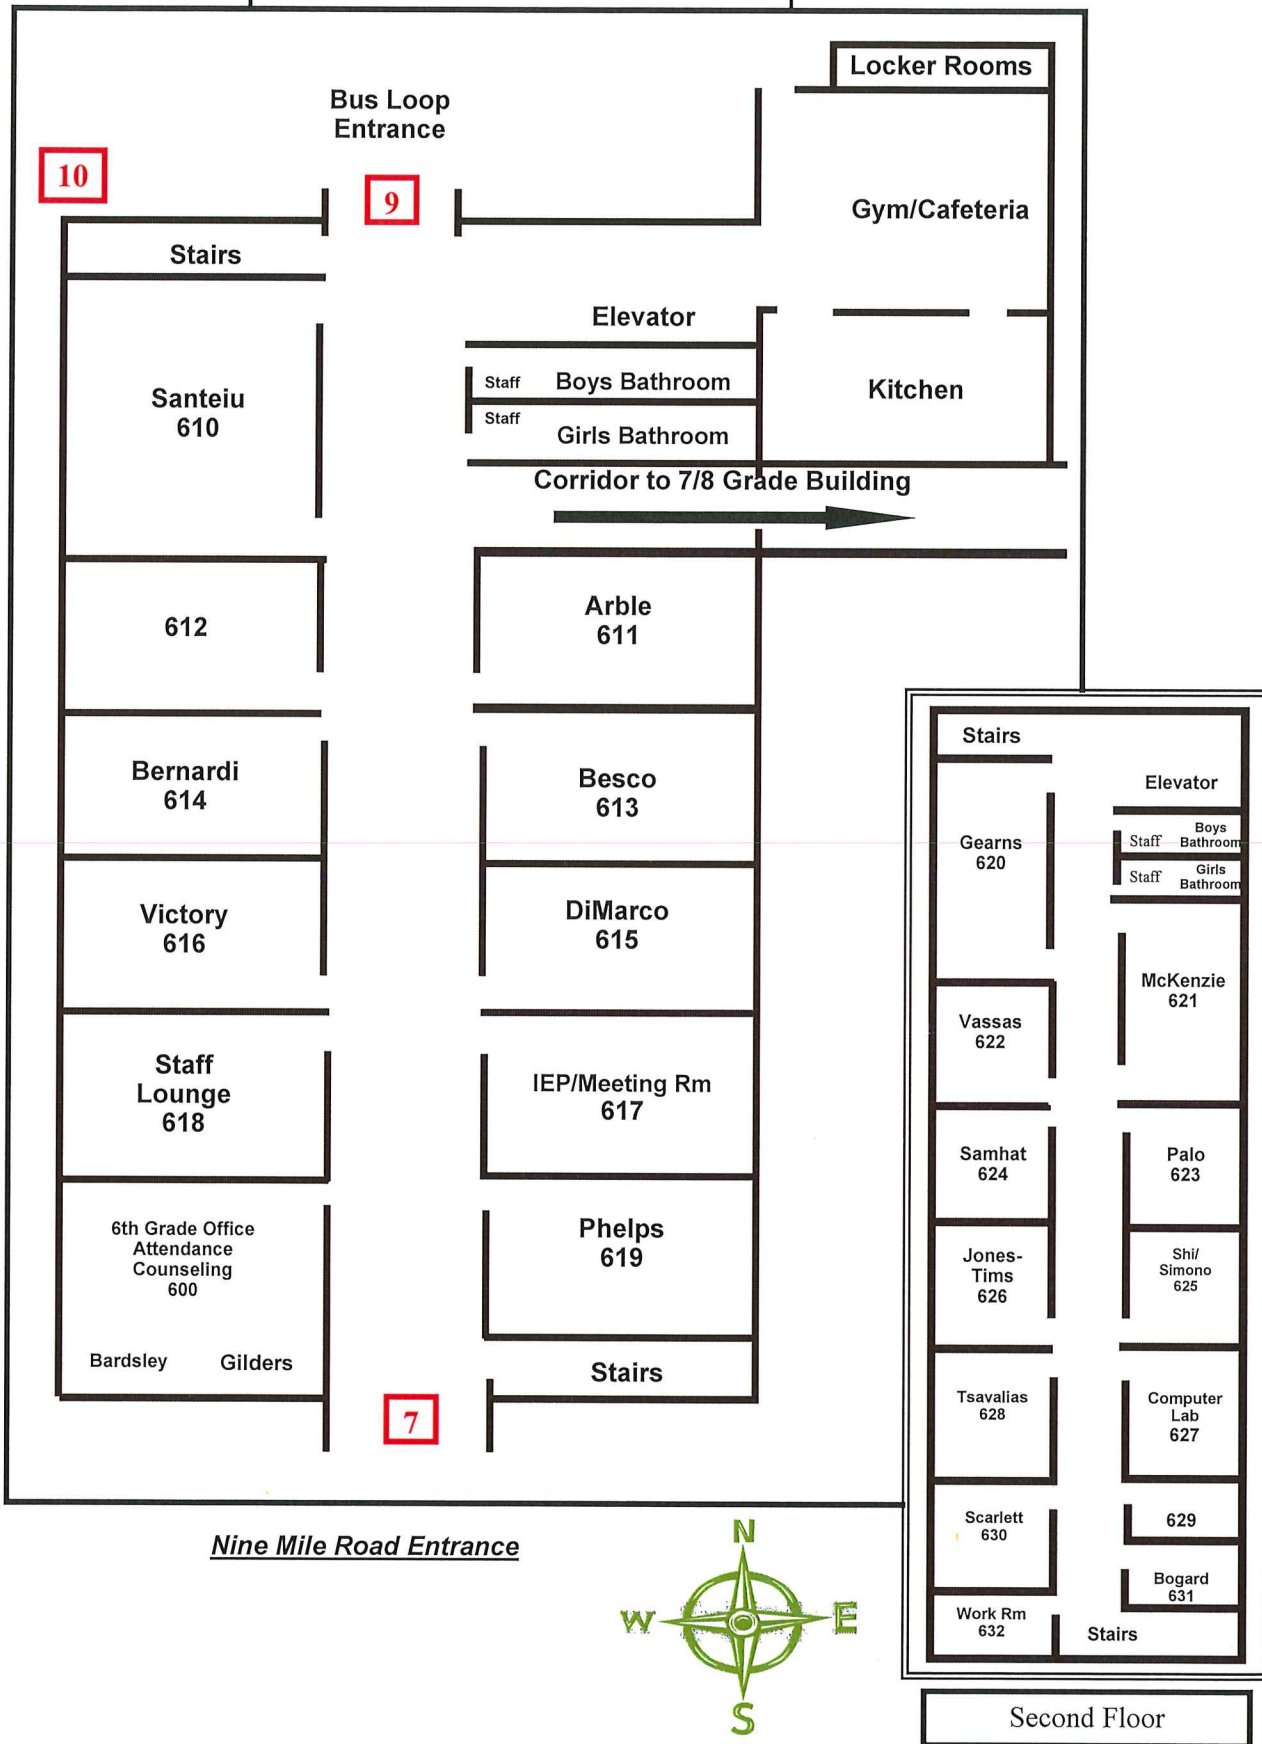 Locker Rooms
Bus Loop
Entrance
10
9
Gym/Cafeteria
Stairs
Elevator
Santeiu
610
Staff
Boys Bathroom
Staff
Girls Bathroom
Kitchen
Corridor to 7/8 Grade Building
612
Arble
611
Bernardi
614
Besco
613
Victory
616
DiMarco
615
Staff
Lounge
618
IEP/Meeting Rm
617
6th Grade Office
Attendance
Counseling
600
Bardsley
Gilders
Phelps
619
Stairs
7
Nine Mile Road Entrance
N
W
E
S
Stairs
Elevator
Gearns
620
Staff
Boys
Bathroom
Staff
Girls
Bathroom
McKenzie
621
Vassas
622
Samhat
624
Palo
623
Jones-
Tims
626
Shi/
Simono
625
Tsavalias
628
Computer
Lab
627
Scarlett
630
629
Bogard
631
Work Rm
632
Stairs
Second Floor